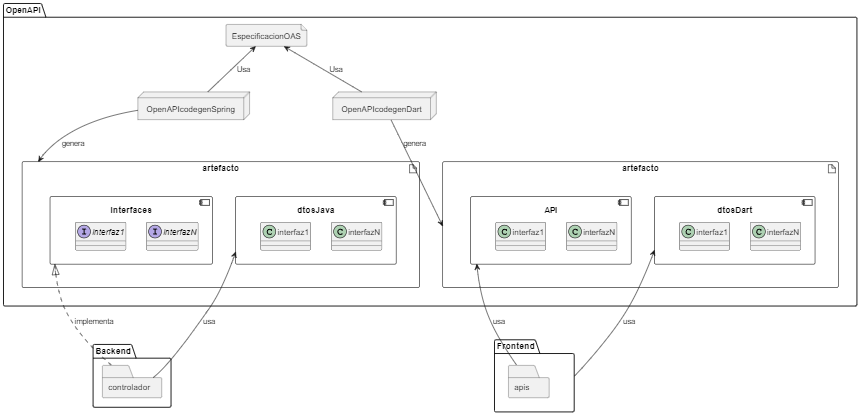 OpenAPI
EspecificacionOAS
Usa
Usa
OpenAPIcodegenSpring
OpenAPIcodegenDart
genera
genera
artefacto
artefacto
Interfaces
dtosJava
API
dtosDart
I interfaz1
I interfazN
C interfaz1
C interfazN
C interfaz1
C interfazN
C interfaz1
C interfazN
implementa
usa
usa
usa
Backend
Frontend
controlador
apis